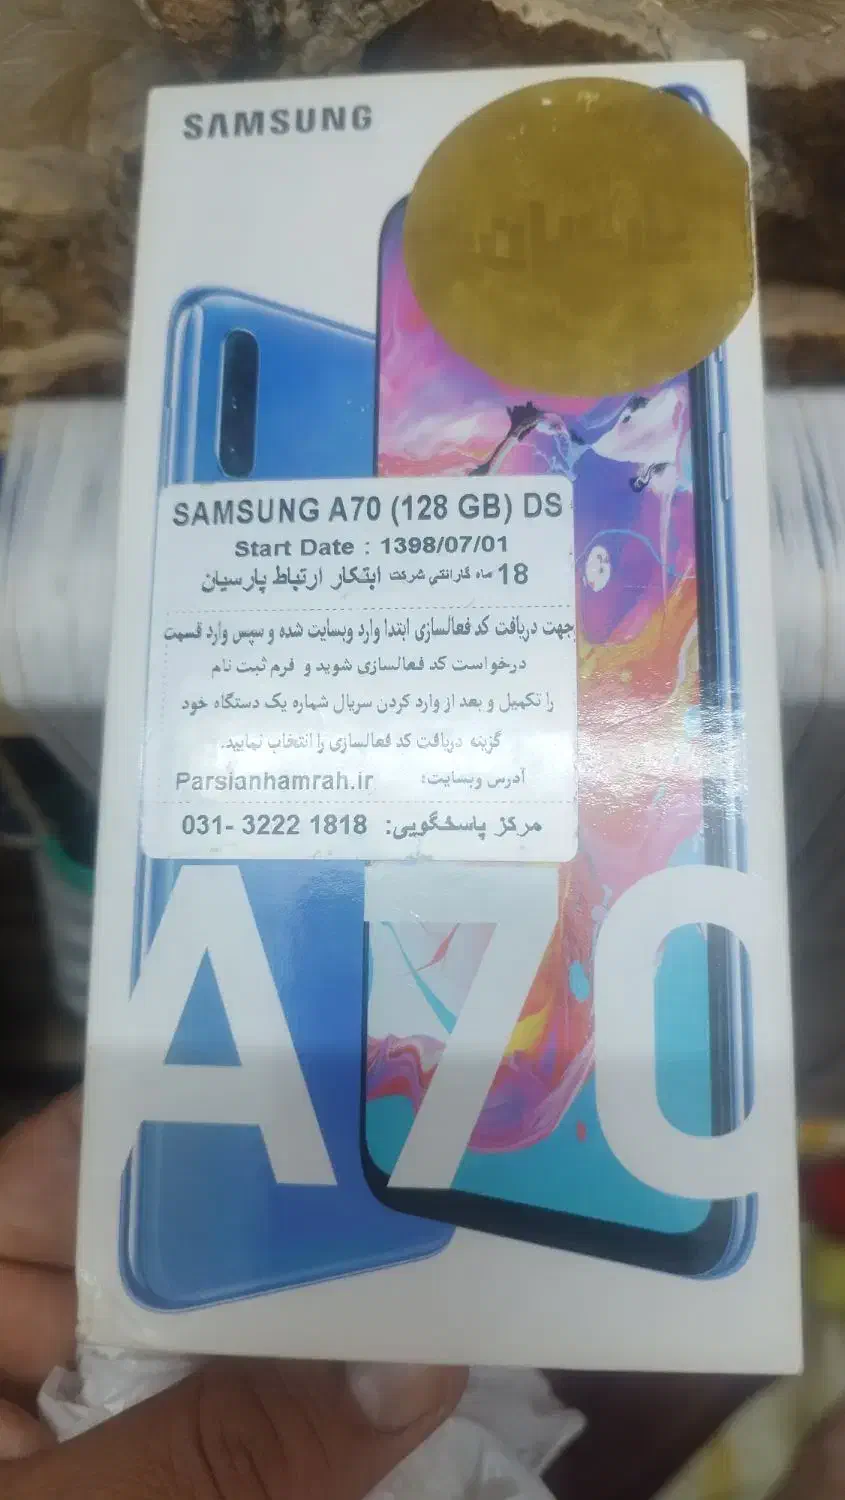 SAMSUNG
پارسیان
SAMSUNG A70 (128 GB) DS
Start Date : 1398/07/01
18 ماه گارانتی شرکت ابتکار ارتباط پارسیان
جهت دریافت کد فعالسازی ابتدا وارد وبسایت شده و سپس وارد قسمت
درخواست کد فعالسازی شوید و فرم ثبت نام
را تکمیل و بعد از وارد کردن سریال شماره یک دستگاه خود
گزینه دریافت کد فعالسازی را انتخاب نمایید.
آدرس وبسایت: Parsianhamrah.ir
مرکز پاسخگویی: 031- 3222 1818
A70